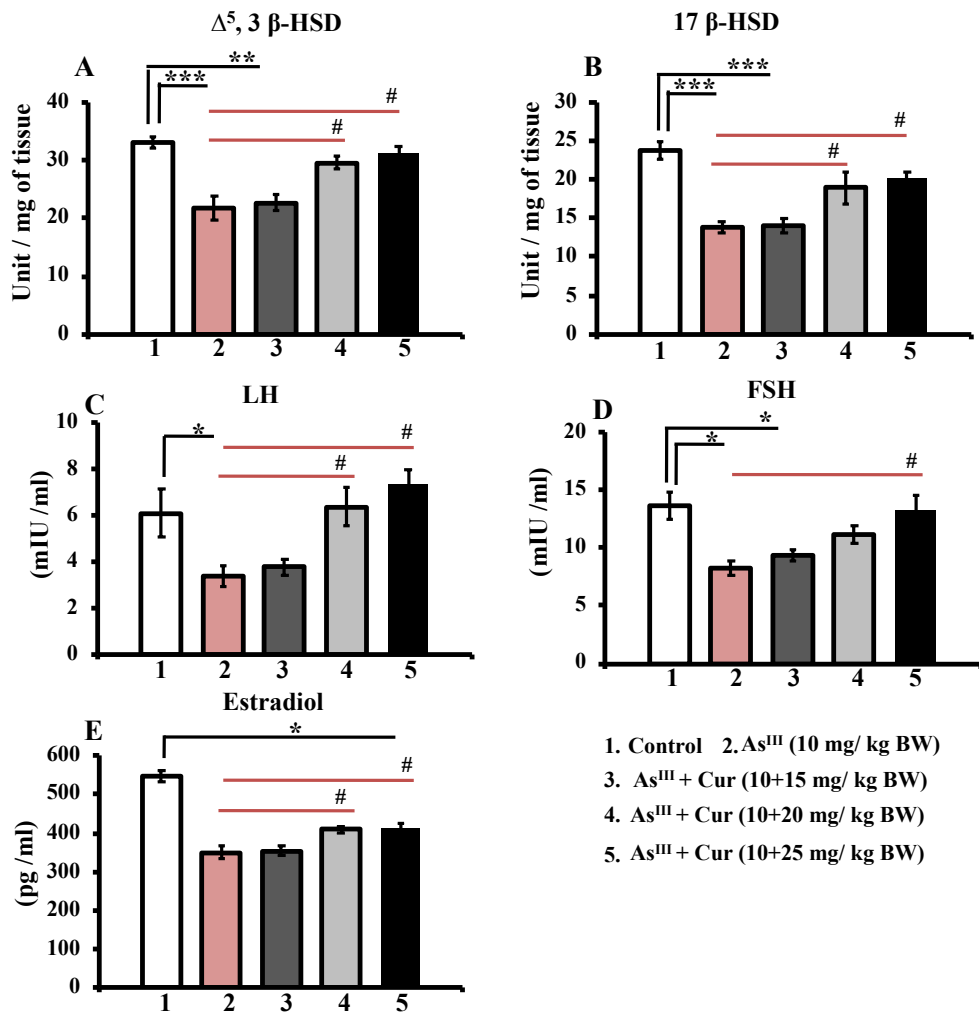 Δ⁵, 3 β-HSD
17 β-HSD
A
**
***
#
#
Unit / mg of tissue
40
30
20
10
0
1 2 3 4 5
B
***
***
#
#
Unit / mg of tissue
30
25
20
15
10
5
0
1 2 3 4 5
LH
C
*
#
#
(mIU /ml)
8
6
4
2
0
1 2 3 4 5
FSH
D
*
*
#
(mIU /ml)
20
15
10
5
0
1 2 3 4 5
Estradiol
E
*
#
#
(pg /ml)
600
500
400
300
200
100
0
1 2 3 4 5
1. Control 2. Asᴵᴵᴵ (10 mg/ kg BW)
3. Asᴵᴵᴵ + Cur (10+15 mg/ kg BW)
4. Asᴵᴵᴵ + Cur (10+20 mg/ kg BW)
5. Asᴵᴵᴵ + Cur (10+25 mg/ kg BW)